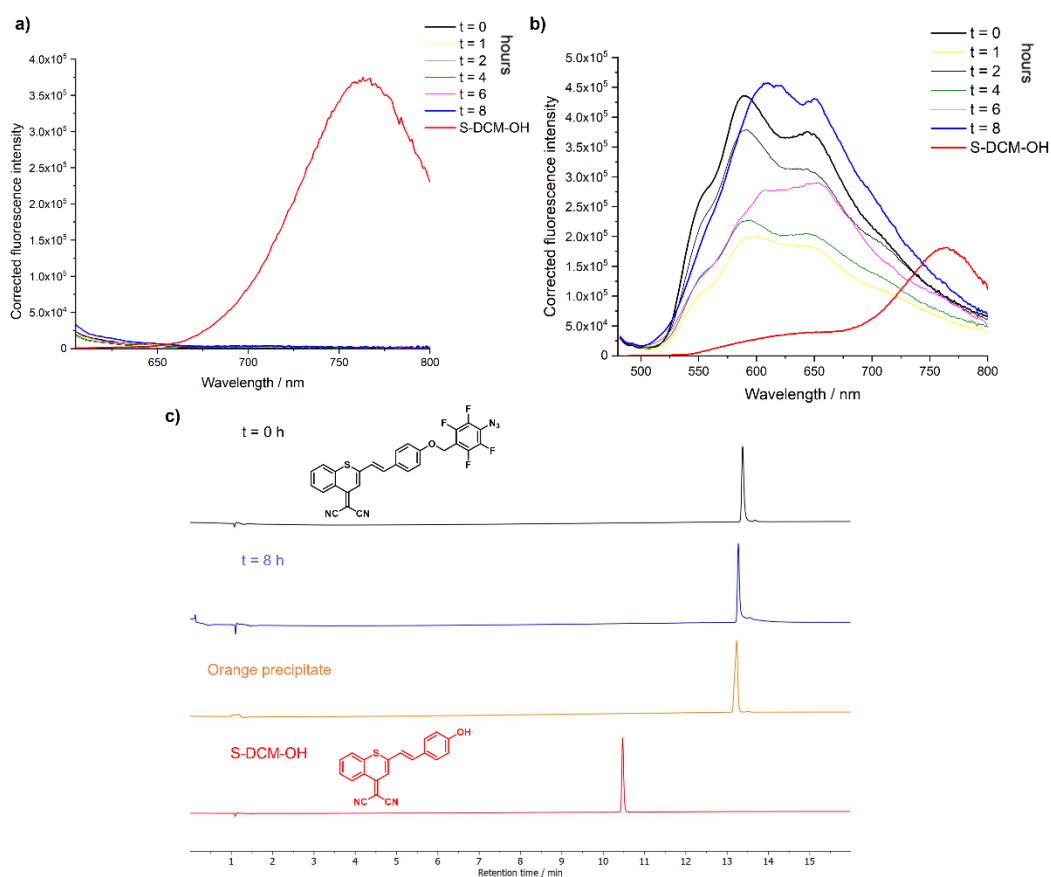 a)
t = 0
t = 1
t = 2
t = 4
t = 6
t = 8
S-DCM-OH
hours
4.0x10⁵
3.5x10⁵
3.0x10⁵
2.5x10⁵
2.0x10⁵
1.5x10⁵
1.0x10⁵
5.0x10⁴
0
Corrected fluorescence intensity
650 700 750 800
Wavelength / nm
b)
t = 0
t = 1
t = 2
t = 4
t = 6
t = 8
S-DCM-OH
hours
5.0x10⁵
4.5x10⁵
4.0x10⁵
3.5x10⁵
3.0x10⁵
2.5x10⁵
2.0x10⁵
1.5x10⁵
1.0x10⁵
5.0x10⁴
0
Corrected fluorescence intensity
500 550 600 650 700 750 800
Wavelength / nm
c)
t = 0 h
F
F N₃
O F
F
S
NC CN
t = 8 h
Orange precipitate
S-DCM-OH
OH
S
NC CN
1 2 3 4 5 6 7 8 9 10 11 12 13 14 15
Retention time / min